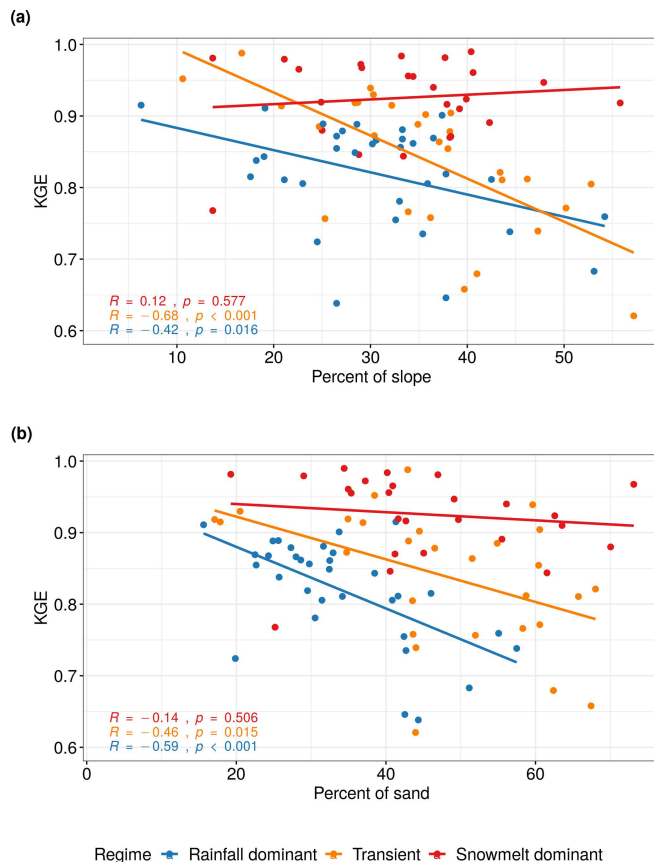 (a)
1.0
0.9
0.8
0.7
0.6
KGE
R = 0.12 , p = 0.577
R = −0.68 , p < 0.001
R = −0.42 , p = 0.016
10 20 30 40 50
Percent of slope
(b)
1.0
0.9
0.8
0.7
0.6
KGE
R = −0.14 , p = 0.506
R = −0.46 , p = 0.015
R = −0.59 , p < 0.001
0 20 40 60
Percent of sand
Regime Rainfall dominant Transient Snowmelt dominant